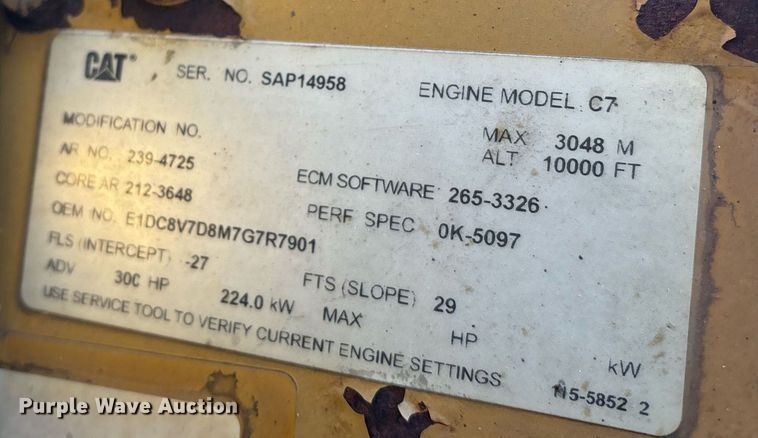 CAT® SER. NO. SAP14958 ENGINE MODEL C7
MODIFICATION NO. MAX 3048 M
AR NO. 239-4725 ALT 10000 FT
CORE AR 212-3648 ECM SOFTWARE 265-3326
OEM NO. E1DC8V7D8M7G7R7901 PERF SPEC 0K-5097
FLS (INTERCEPT) -27 FTS (SLOPE) 29
ADV 300 HP 224.0 kW MAX HP kW
USE SERVICE TOOL TO VERIFY CURRENT ENGINE SETTINGS 115-5852 2
Purple Wave Auction